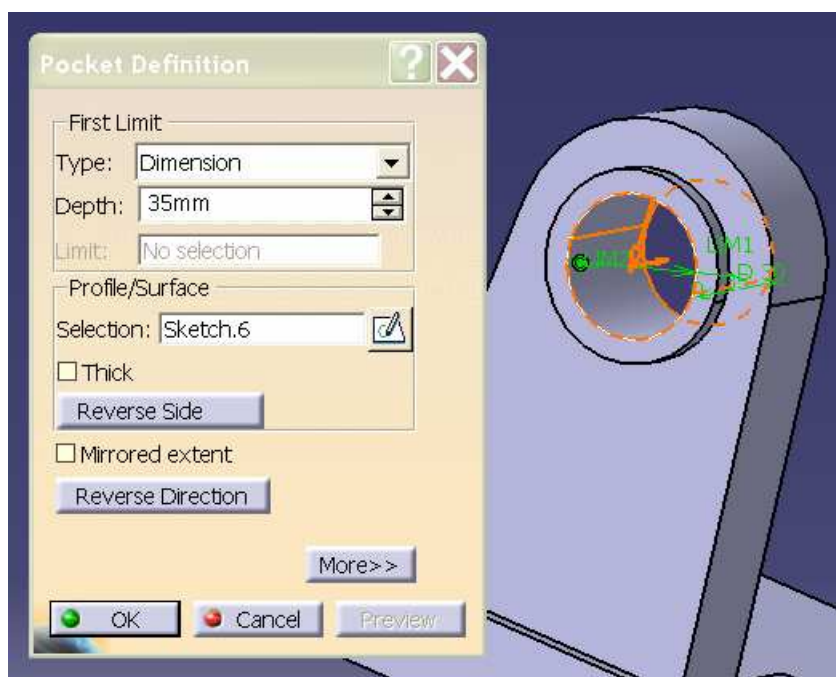 Pocket Definition
First Limit
Type: Dimension
Depth: 35mm
Limit: No selection
Profile/Surface
Selection: Sketch.6
Thick
Reverse Side
Mirrored extent
Reverse Direction
More>>
OK Cancel Preview
LIM1